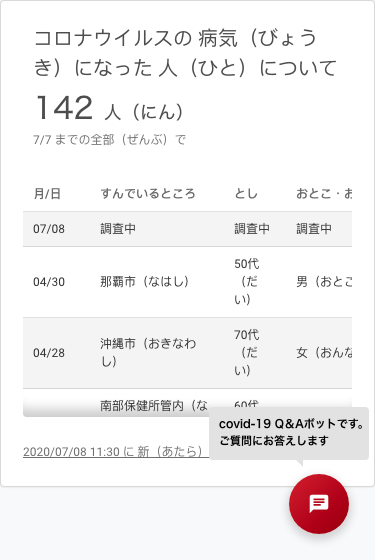 コロナウイルスの 病気（びょう
き）になった 人（ひと）について
142 人（にん）
7/7 までの全部（ぜんぶ）で
月/日 すんでいるところ とし おとこ・お
07/08 調査中 調査中 調査中
04/30 那覇市（なはし） 50代
（だ
い） 男（おとこ
04/28 沖縄市（おきなわ
し） 70代
（だ
い） 女（おんな
南部保健所管内（な 60代
covid-19 Q&Aボットです。
ご質問にお答えします
2020/07/08 11:30 に 新（あたら）